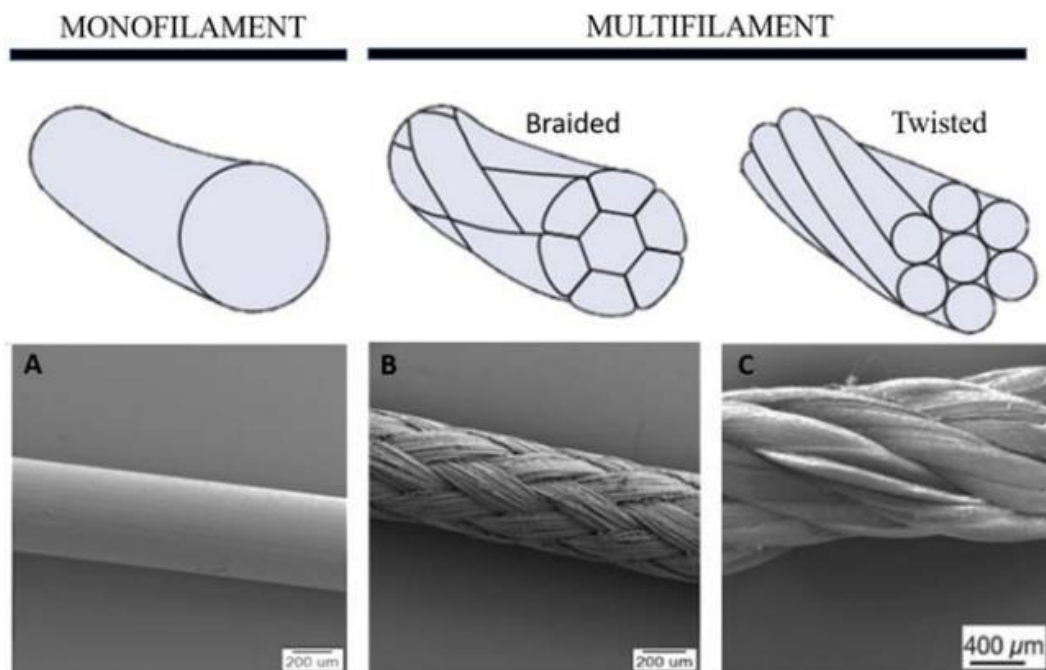 MONOFILAMENT
MULTIFILAMENT
Braided
Twisted
A
B
C
200 um
200 um
400 µm